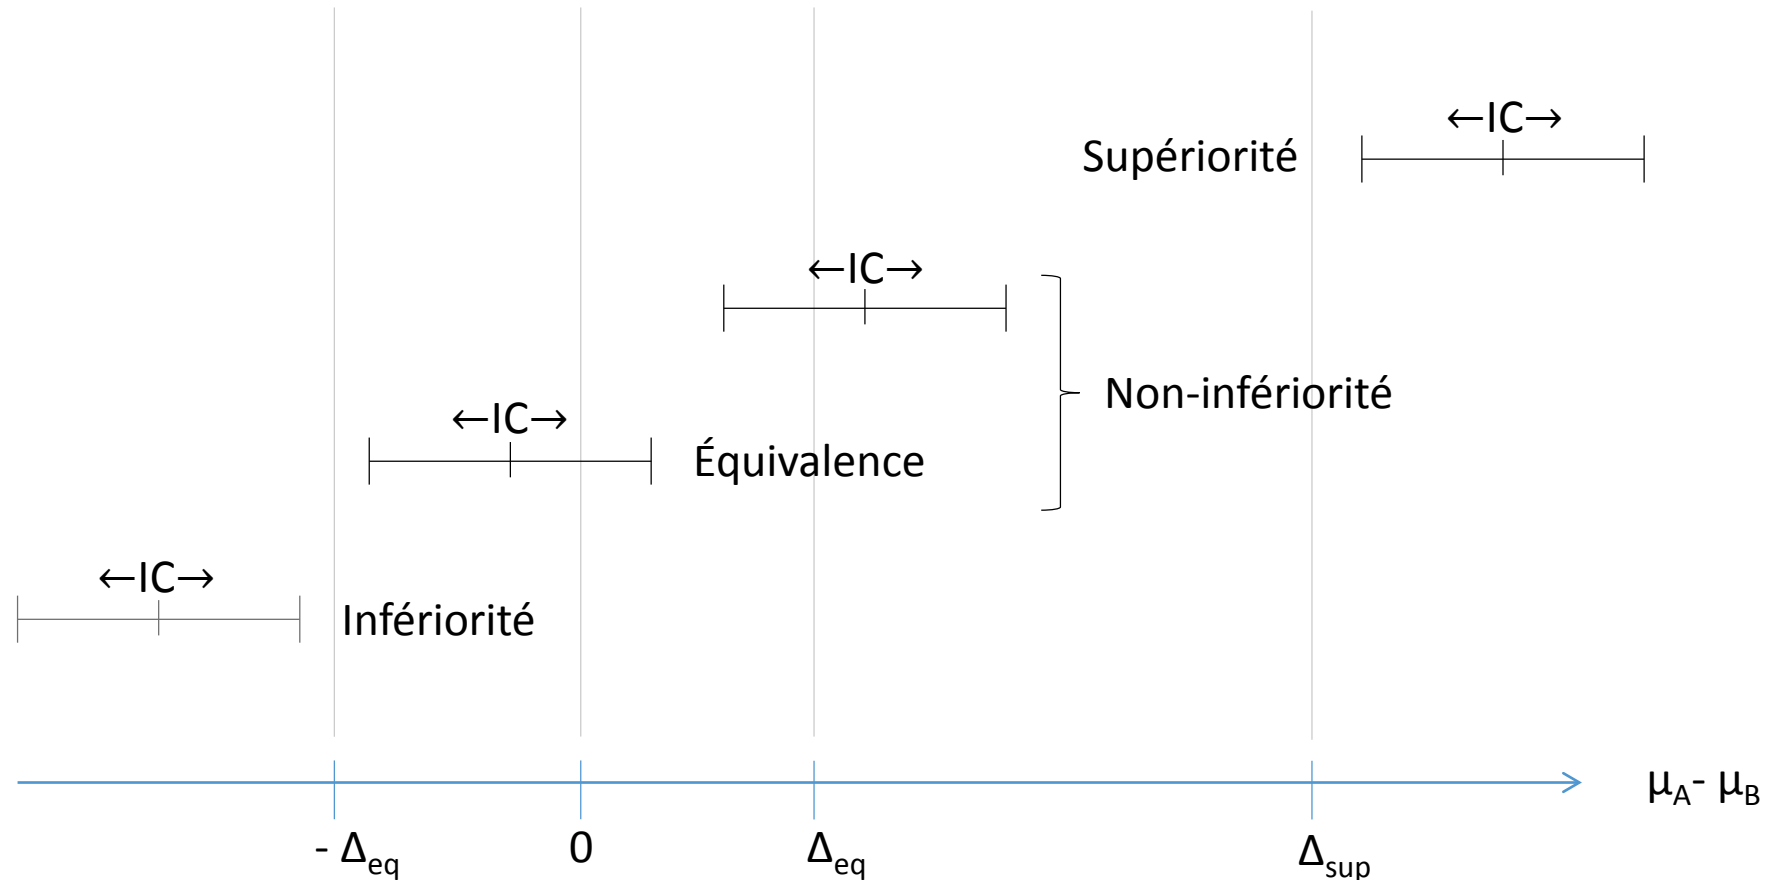 ←IC→
Supériorité
←IC→
Non-infériorité
←IC→
Équivalence
←IC→
Infériorité
μA- μB
- Δeq
0
Δeq
Δsup